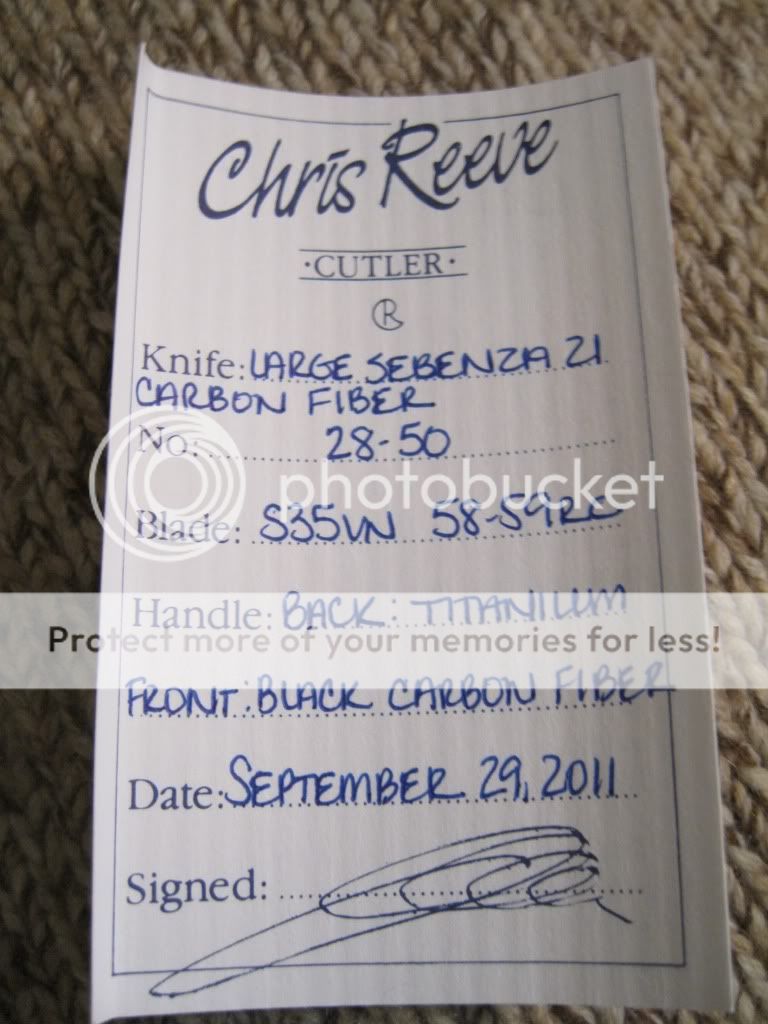 Chris Reeve
·CUTLER·
R
Knife: LARGE SEBENZA 21
CARBON FIBER
No: 28-50
photobucket
Blade: S35VN 58-59RC
Handle: BACK: TITANIUM
Protect more of your memories for less!
FRONT: BLACK CARBON FIBER
Date: SEPTEMBER 29, 2011
Signed: